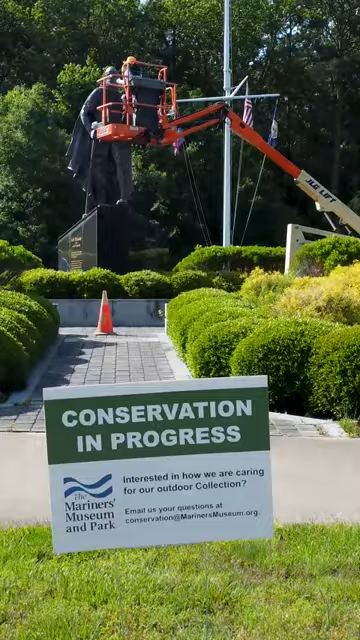 JLG LIFT
CONSERVATION
IN PROGRESS
The
Mariners'
Museum
and Park
Interested in how we are caring
for our outdoor Collection?
Email us your questions at
conservation@MarinersMuseum.org